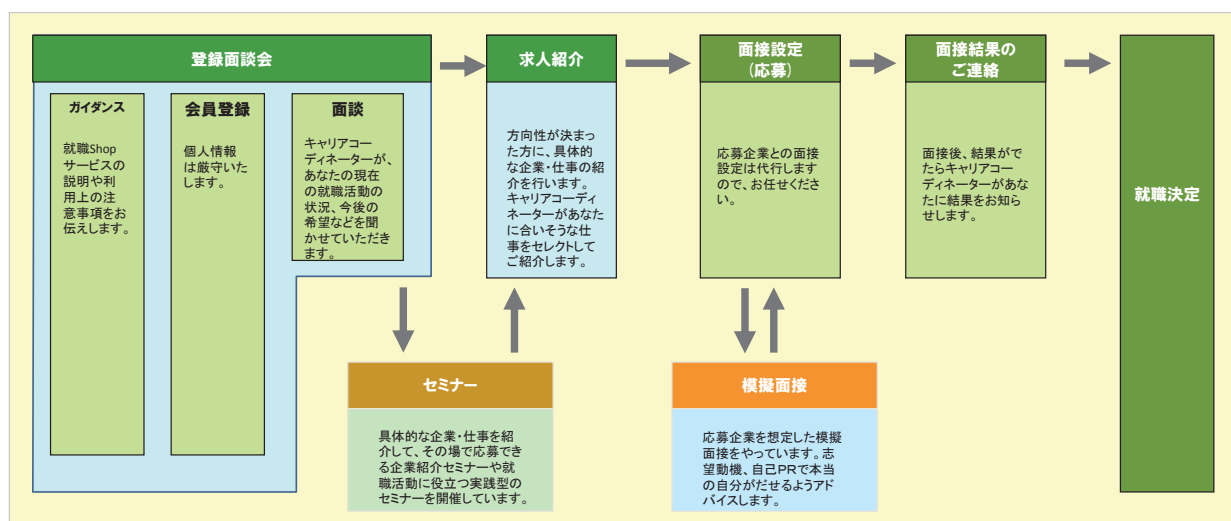 登録面談会
ガイダンス
就職Shop
サービスの
説明や利
用上の注
意事項をお
伝えします。
会員登録
個人情報
は厳守いた
します。
面談
キャリアコー
ディネーターが、
あなたの現在
の就職活動の
状況、今後の
希望などを聞
かせていただき
ます。
求人紹介
方向性が決まっ
た方に、具体的
な企業・仕事の紹
介を行います。
キャリアコーディ
ネーターがあなた
に合いそうな仕
事をセレクトして
ご紹介します。
面接設定
(応募)
応募企業との面接
設定は代行します
ので、お任せくださ
い。
面接結果の
ご連絡
面接後、結果がで
たらキャリアコー
ディネーターがあな
たに結果をお知ら
せします。
就職決定
セミナー
具体的な企業・仕事を紹
介して、その場で応募でき
る企業紹介セミナーや就
職活動に役立つ実践型の
セミナーを開催しています。
模擬面接
応募企業を想定した模擬
面接をやっています。志
望動機、自己PRで本当
の自分がだせるようアド
バイスします。